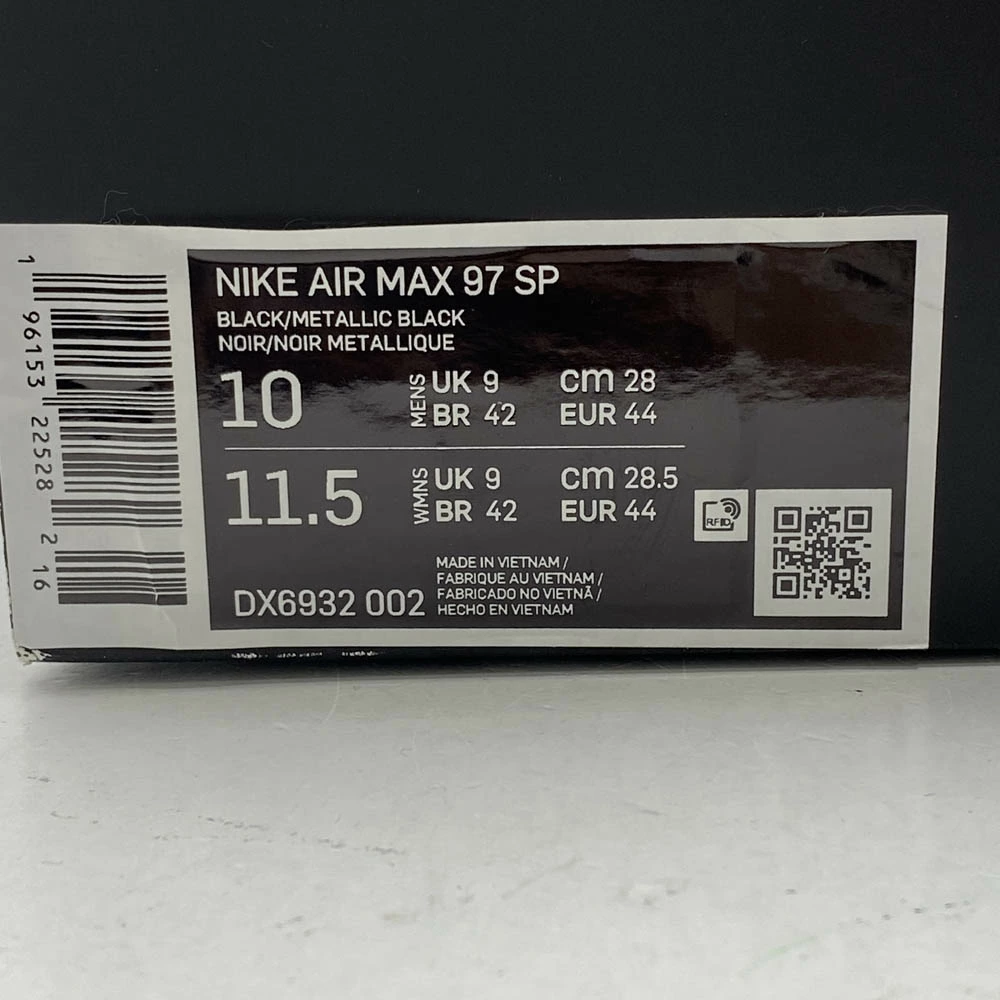 NIKE AIR MAX 97 SP
BLACK/METALLIC BLACK
NOIR/NOIR METALLIQUE
10 MENS UK 9 cm 28
BR 42 EUR 44
11.5 WMNS UK 9 cm 28.5
BR 42 EUR 44
RFID
MADE IN VIETNAM /
FABRIQUE AU VIETNAM /
FABRICADO NO VIETNÃ /
HECHO EN VIETNAM
DX6932 002
1 96153 22528 2 16